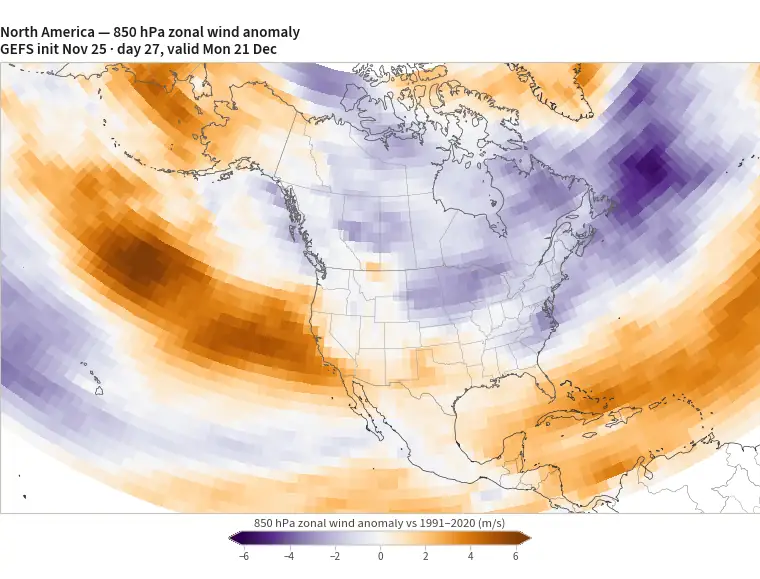 North America — 850 hPa zonal wind anomaly
GEFS init Nov 25 · day 27, valid Mon 21 Dec
850 hPa zonal wind anomaly vs 1991–2020 (m/s)
−6 −4 −2 0 2 4 6